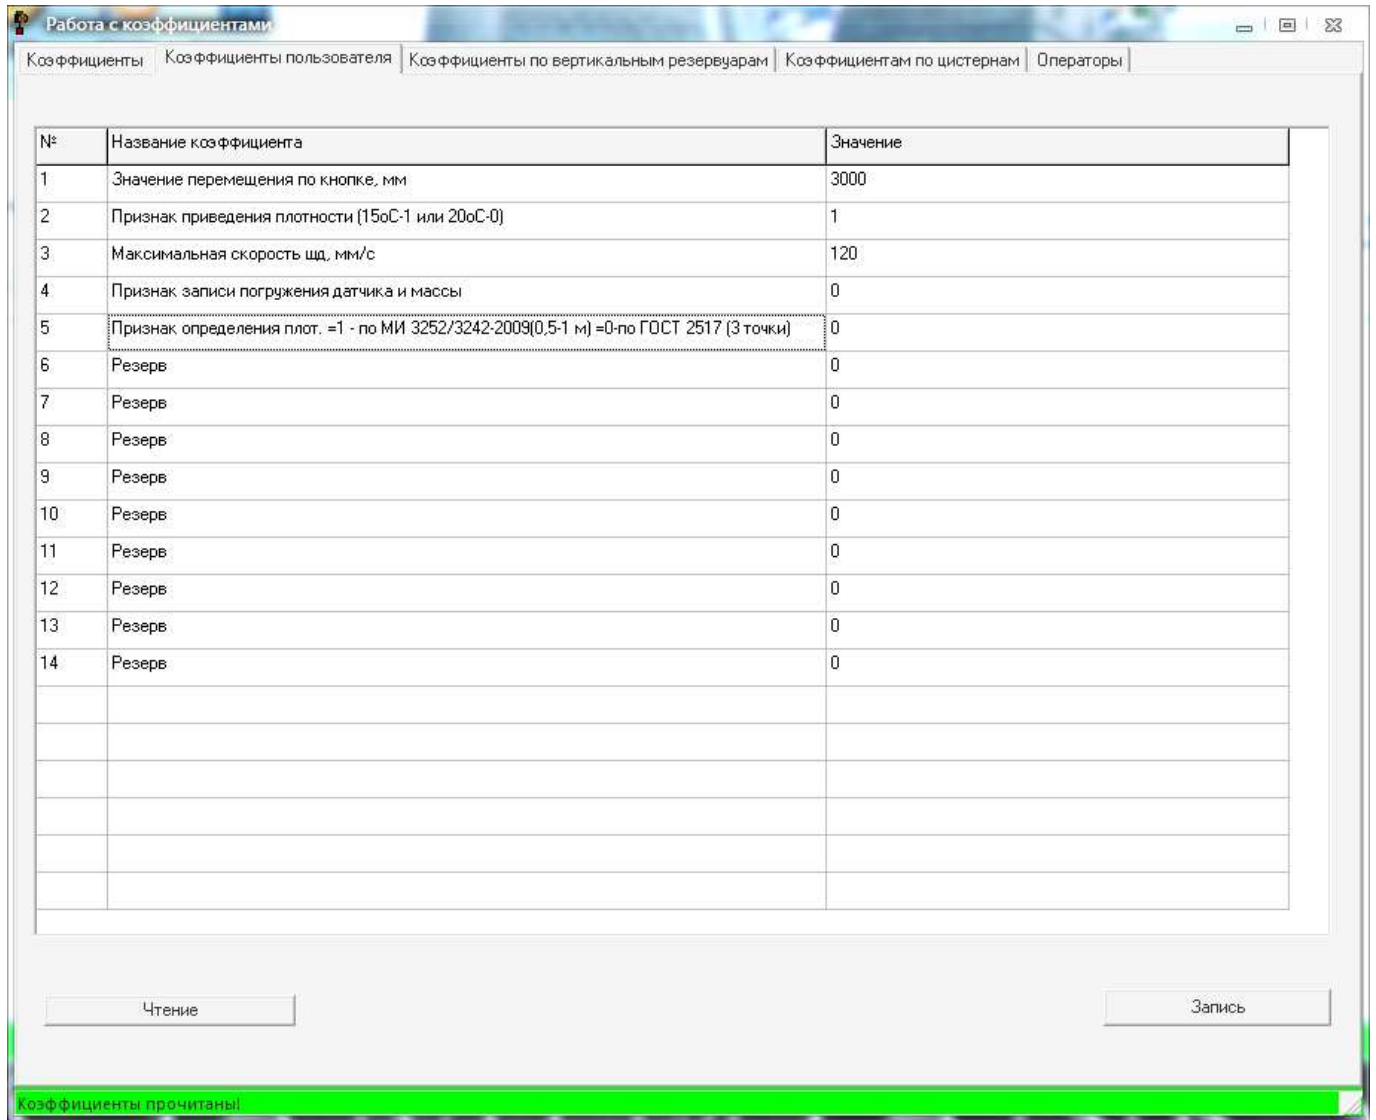 Работа с коэффициентами
Коэффициенты Коэффициенты пользователя Коэффициенты по вертикальным резервуарам Коэффициентам по цистернам Операторы
№ Название коэффициента Значение
1 Значение перемещения по кнопке, мм 3000
2 Признак приведения плотности (15oC-1 или 20oC-0) 1
3 Максимальная скорость щд, мм/с 120
4 Признак записи погружения датчика и массы 0
5 Признак определения плот. =1 - по МИ 3252/3242-2009(0,5-1 м) =0-по ГОСТ 2517 (3 точки) 0
6 Резерв 0
7 Резерв 0
8 Резерв 0
9 Резерв 0
10 Резерв 0
11 Резерв 0
12 Резерв 0
13 Резерв 0
14 Резерв 0
Чтение Запись
Коэффициенты прочитаны!